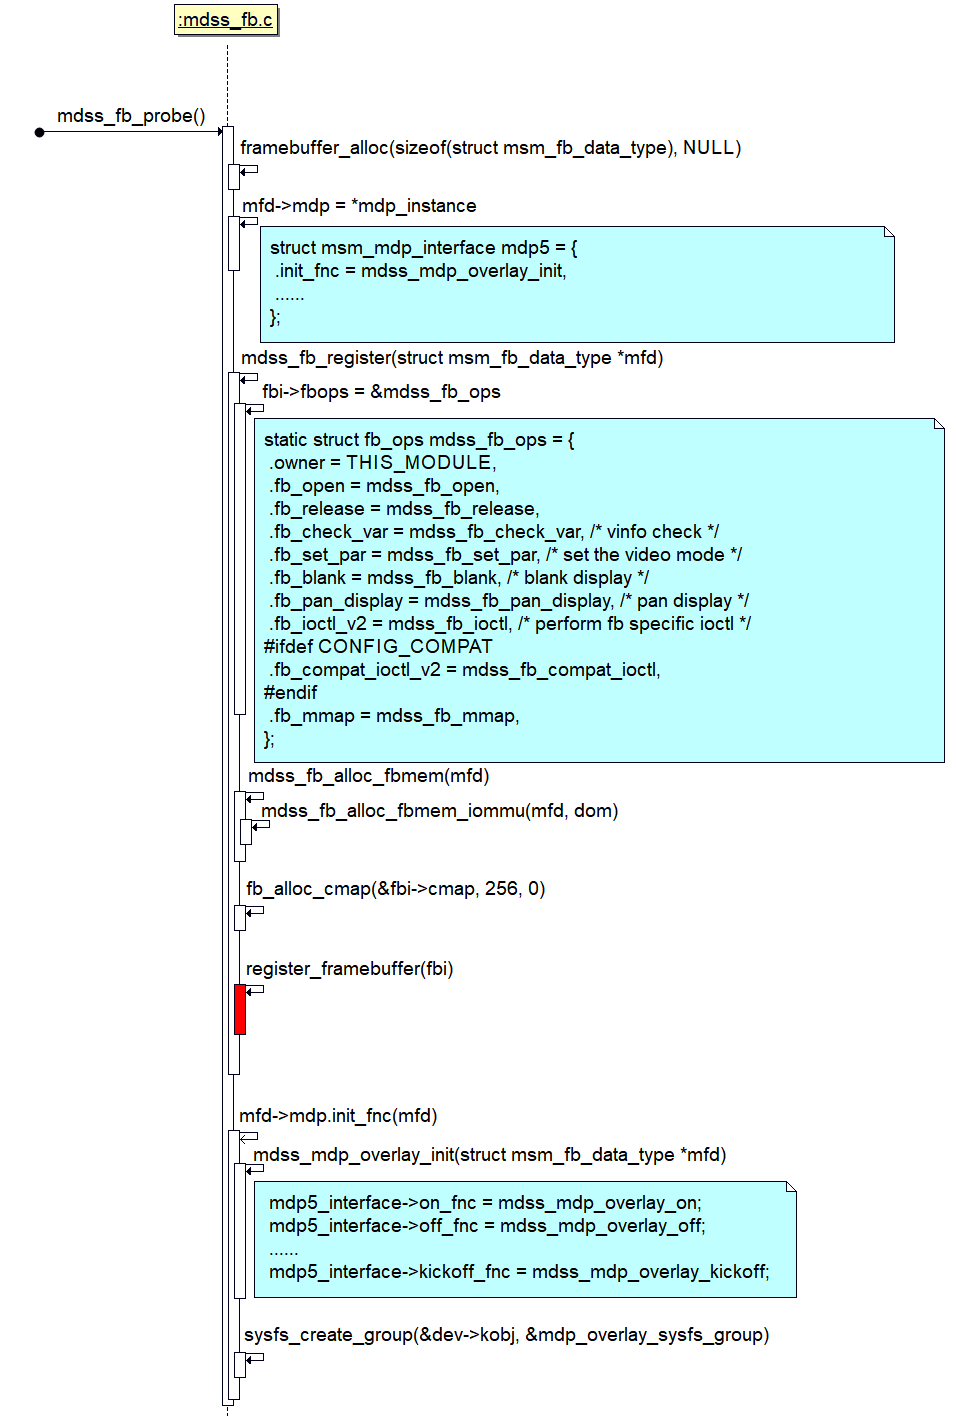 :mdss_fb.c
mdss_fb_probe()
framebuffer_alloc(sizeof(struct msm_fb_data_type), NULL)
mfd->mdp = *mdp_instance
struct msm_mdp_interface mdp5 = {
.init_fnc = mdss_mdp_overlay_init,
......
};
mdss_fb_register(struct msm_fb_data_type *mfd)
fbi->fbops = &mdss_fb_ops
static struct fb_ops mdss_fb_ops = {
.owner = THIS_MODULE,
.fb_open = mdss_fb_open,
.fb_release = mdss_fb_release,
.fb_check_var = mdss_fb_check_var, /* vinfo check */
.fb_set_par = mdss_fb_set_par, /* set the video mode */
.fb_blank = mdss_fb_blank, /* blank display */
.fb_pan_display = mdss_fb_pan_display, /* pan display */
.fb_ioctl_v2 = mdss_fb_ioctl, /* perform fb specific ioctl */
#ifdef CONFIG_COMPAT
.fb_compat_ioctl_v2 = mdss_fb_compat_ioctl,
#endif
.fb_mmap = mdss_fb_mmap,
};
mdss_fb_alloc_fbmem(mfd)
mdss_fb_alloc_fbmem_iommu(mfd, dom)
fb_alloc_cmap(&fbi->cmap, 256, 0)
register_framebuffer(fbi)
mfd->mdp.init_fnc(mfd)
mdss_mdp_overlay_init(struct msm_fb_data_type *mfd)
mdp5_interface->on_fnc = mdss_mdp_overlay_on;
mdp5_interface->off_fnc = mdss_mdp_overlay_off;
......
mdp5_interface->kickoff_fnc = mdss_mdp_overlay_kickoff;
sysfs_create_group(&dev->kobj, &mdp_overlay_sysfs_group)